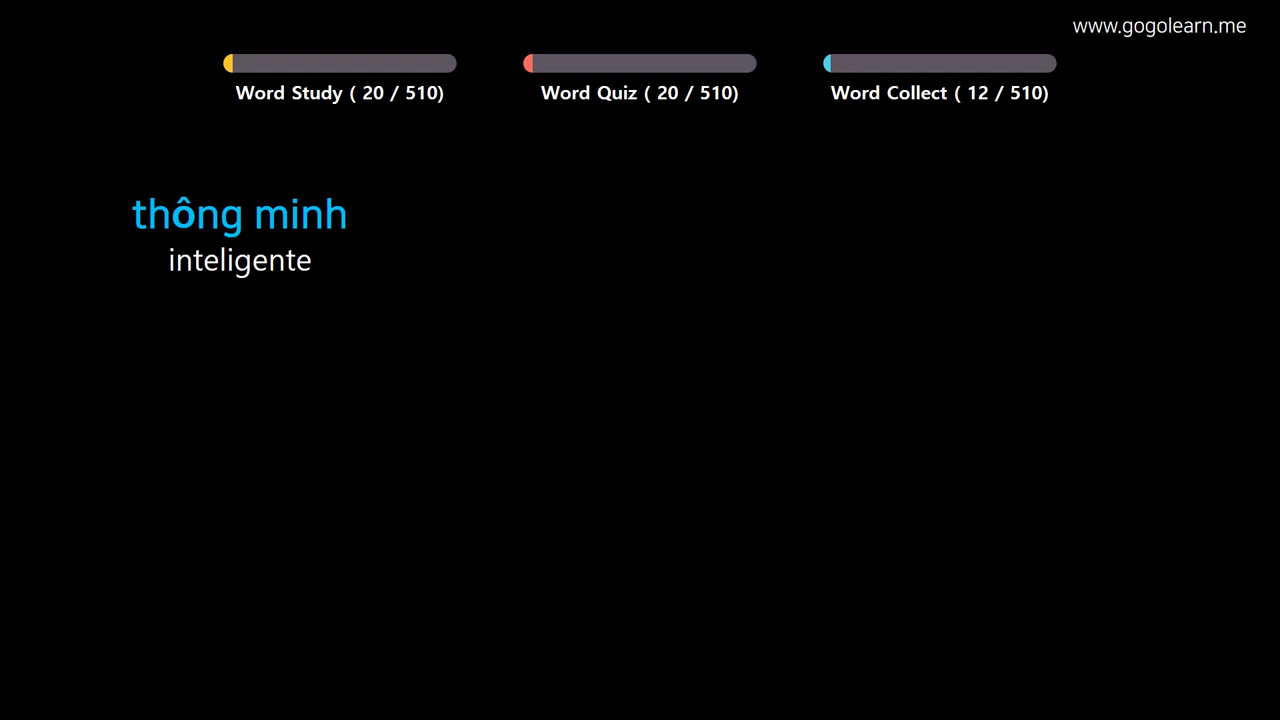 www.gogolearn.me
Word Study ( 20 / 510)
Word Quiz ( 20 / 510)
Word Collect ( 12 / 510)
thông minh
inteligente